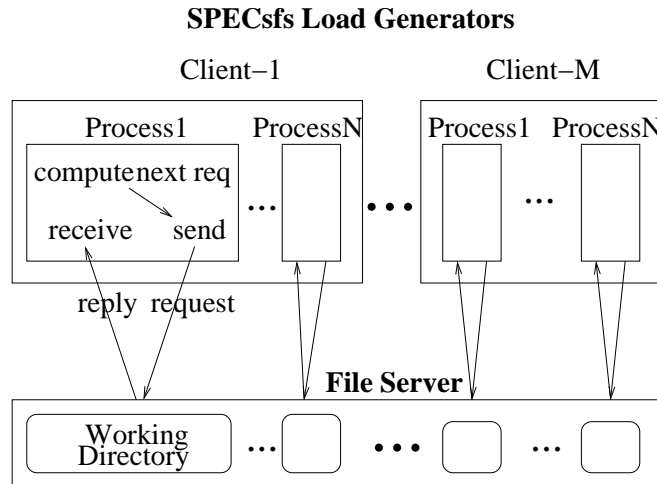 SPECsfs Load Generators
Client–1
Client–M
Process1
ProcessN
Process1
ProcessN
compute next req
...
...
...
receive
send
reply
request
File Server
Working
Directory
...
...
...